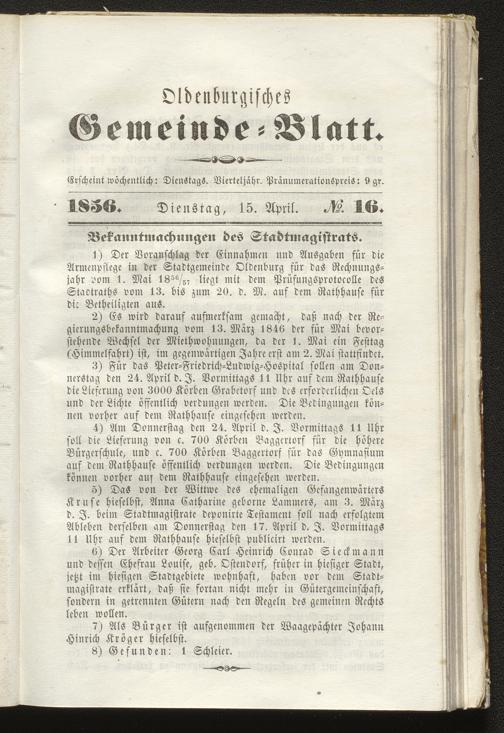 Oldenburgisches
Gemeinde-Blatt.
Erscheint wöchentlich: Dienstags. Vierteljähr. Pränumerationspreis: 9 gr.
1856. Dienstag, 15. April. №. 16.
Bekanntmachungen des Stadtmagistrats.
1) Der Voranschlag der Einnahmen und Ausgaben für die
Armenpflege in der Stadtgemeinde Oldenburg für das Rechnungs-
jahr vom 1. Mai 1856/57 liegt mit dem Prüfungsprotocolle des
Stadtraths vom 13. bis zum 20. d. M. auf dem Rathhause für
die Betheiligten aus.
2) Es wird darauf aufmerksam gemacht, daß nach der Re-
gierungsbekanntmachung vom 13. März 1846 der für Mai bevor-
stehende Wechsel der Miethwohnungen, da der 1. Mai ein Festtag
(Himmelfahrt) ist, im gegenwärtigen Jahre erst am 2. Mai stattfindet.
3) Für das Peter-Friedrich-Ludwig-Hospital sollen am Don-
nerstag den 24. April d. J. Vormittags 11 Uhr auf dem Rathhause
die Lieferung von 3000 Körben Grabetorf und des erforderlichen Oels
und der Lichte öffentlich verdungen werden. Die Bedingungen kön-
nen vorher auf dem Rathhause eingesehen werden.
4) Am Donnerstag den 24. April d. J. Vormittags 11 Uhr
soll die Lieferung von c. 700 Körben Baggertorf für die höhere
Bürgerschule, und c. 700 Körben Baggertorf für das Gymnasium
auf dem Rathhause öffentlich verdungen werden. Die Bedingungen
können vorher auf dem Rathhause eingesehen werden.
5) Das von der Wittwe des ehemaligen Gefangenwärters
Kruse hieselbst, Anna Catharine geborne Lammers, am 3. März
d. J. beim Stadtmagistrate deponirte Testament soll nach erfolgtem
Ableben derselben am Donnerstag den 17. April d. J. Vormittags
11 Uhr auf dem Rathhause hieselbst publicirt werden.
6) Der Arbeiter Georg Carl Heinrich Conrad Sieckmann
und dessen Ehefrau Louise, geb. Ostendorf, früher in hiesiger Stadt,
jetzt im hiesigen Stadtgebiete wohnhaft, haben vor dem Stadt-
magistrate erklärt, daß sie fortan nicht mehr in Gütergemeinschaft,
sondern in getrennten Gütern nach den Regeln des gemeinen Rechts
leben wollen.
7) Als Bürger ist aufgenommen der Waagepächter Johann
Hinrich Kröger hieselbst.
8) Gefunden: 1 Schleier.